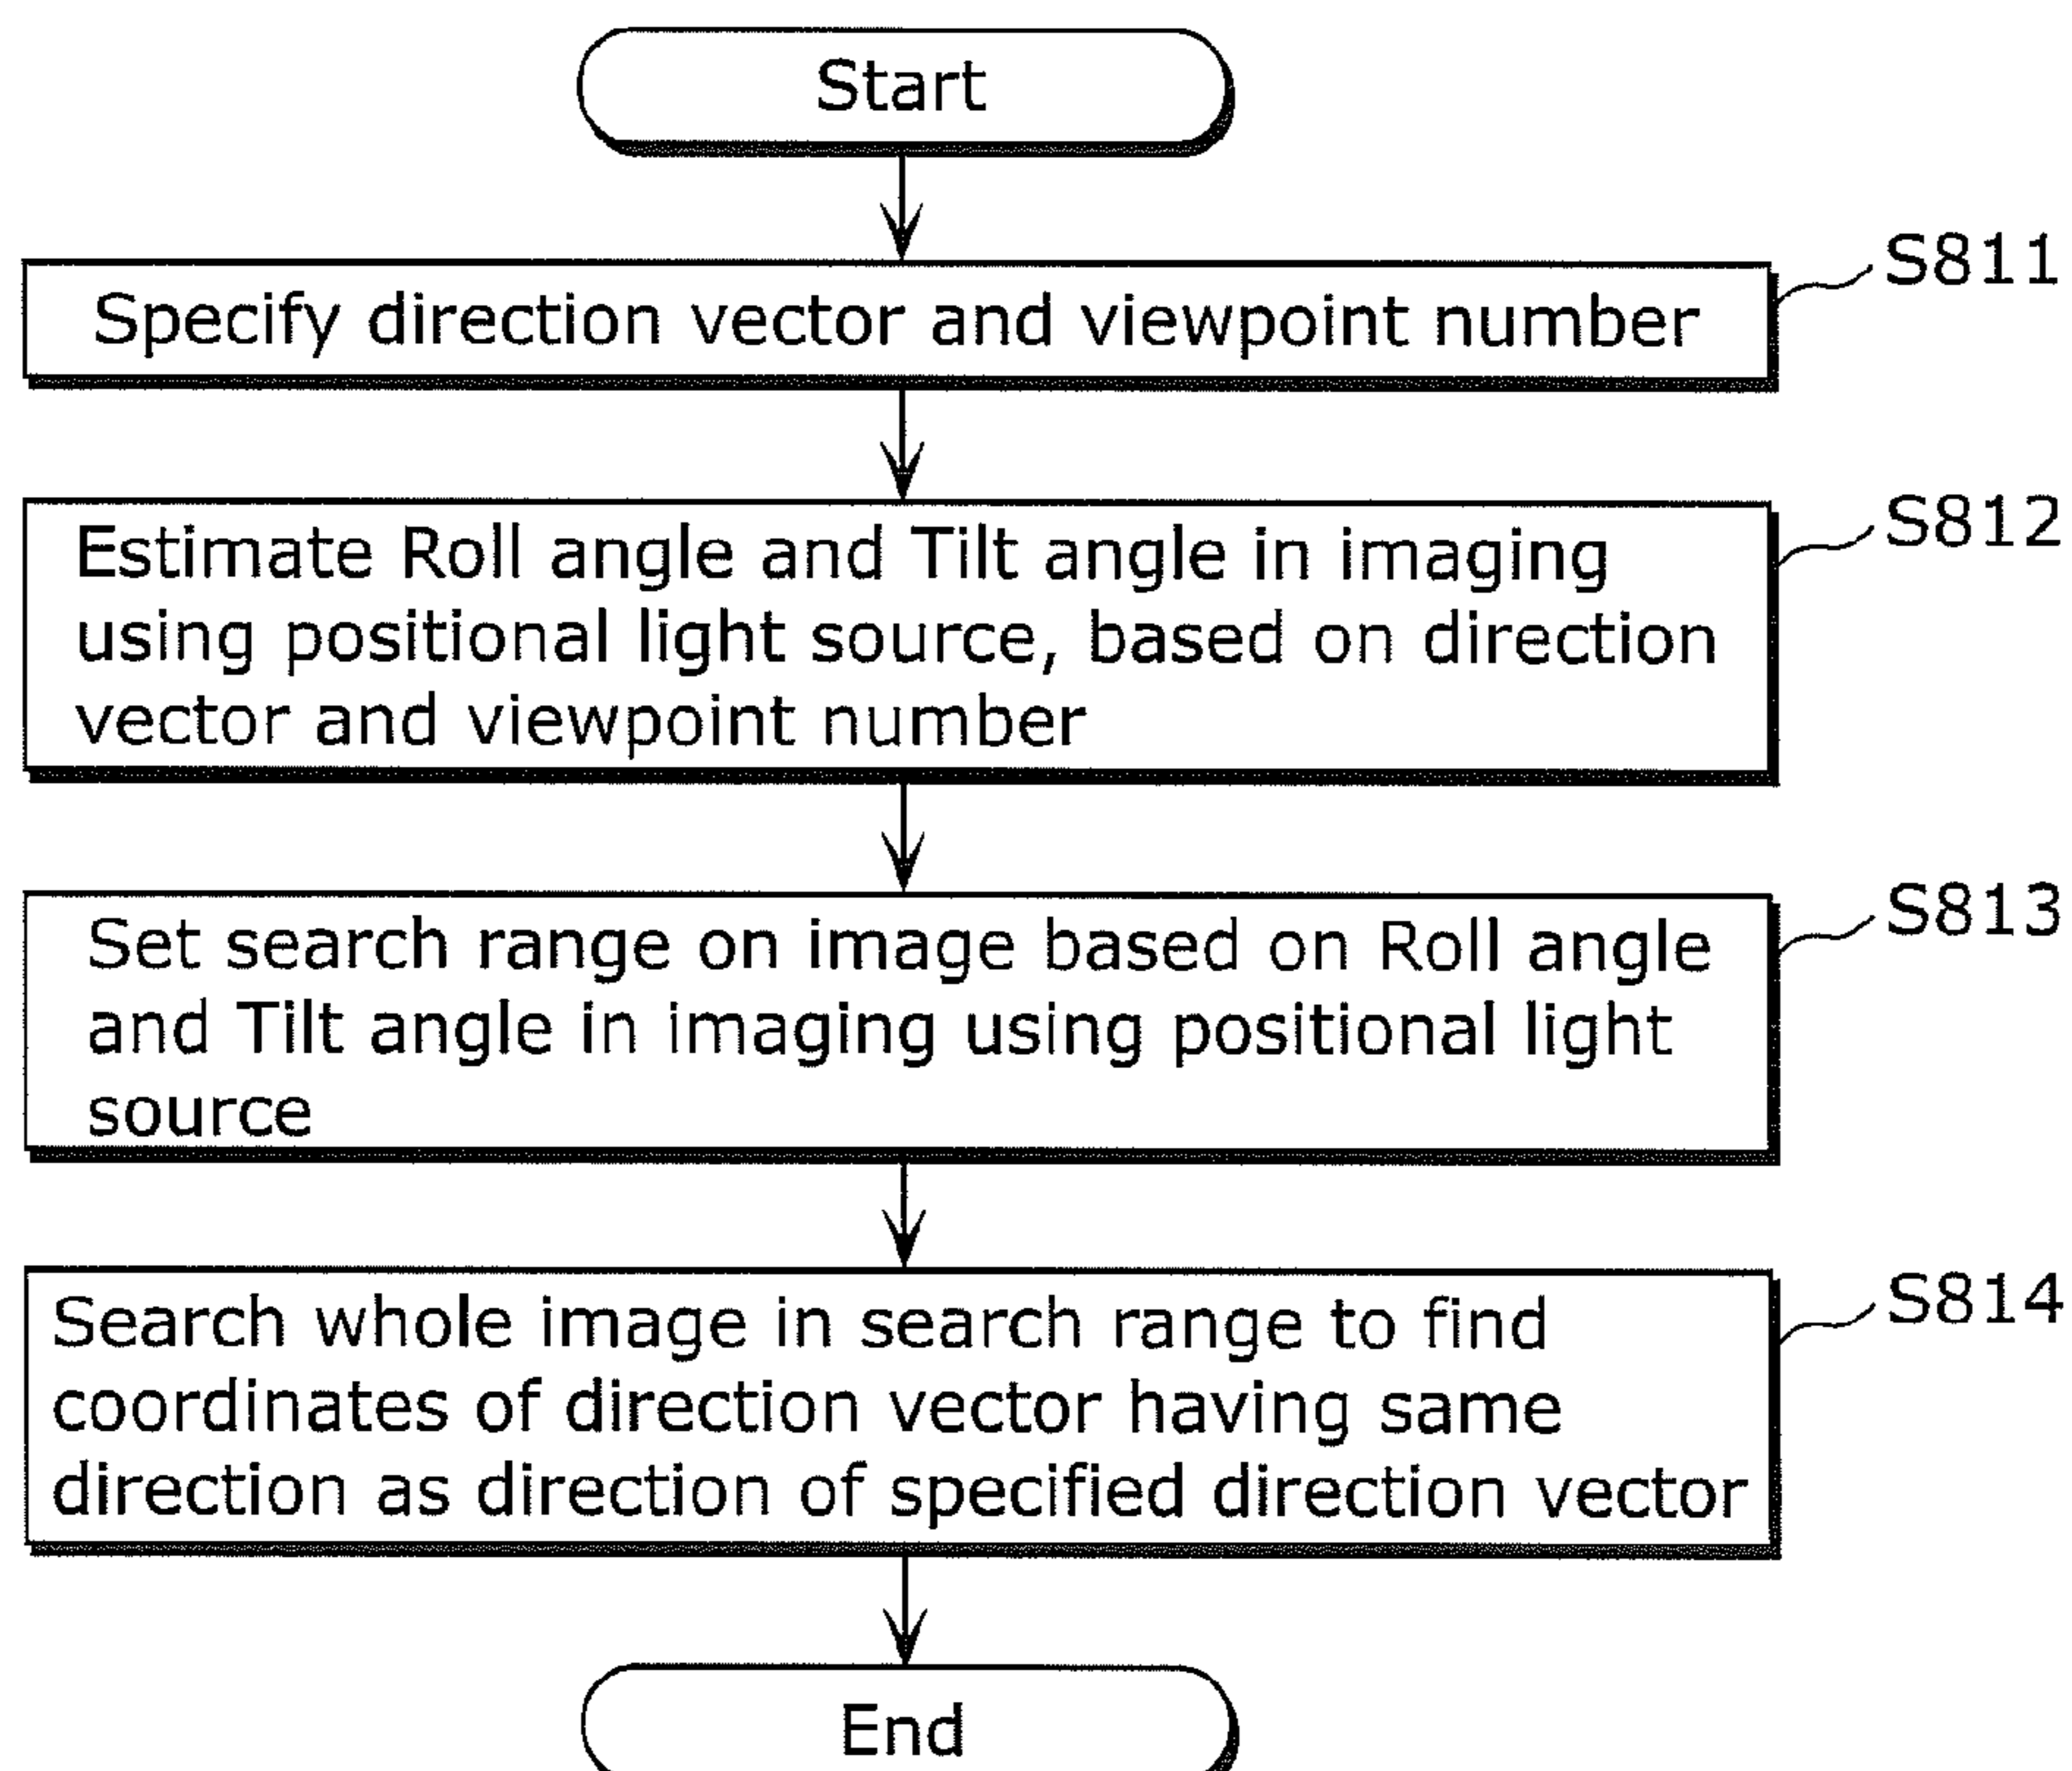 Start
S811
Specify direction vector and viewpoint number
S812
Estimate Roll angle and Tilt angle in imaging
using positional light source, based on direction
vector and viewpoint number
S813
Set search range on image based on Roll angle
and Tilt angle in imaging using positional light
source
S814
Search whole image in search range to find
coordinates of direction vector having same
direction as direction of specified direction vector
End